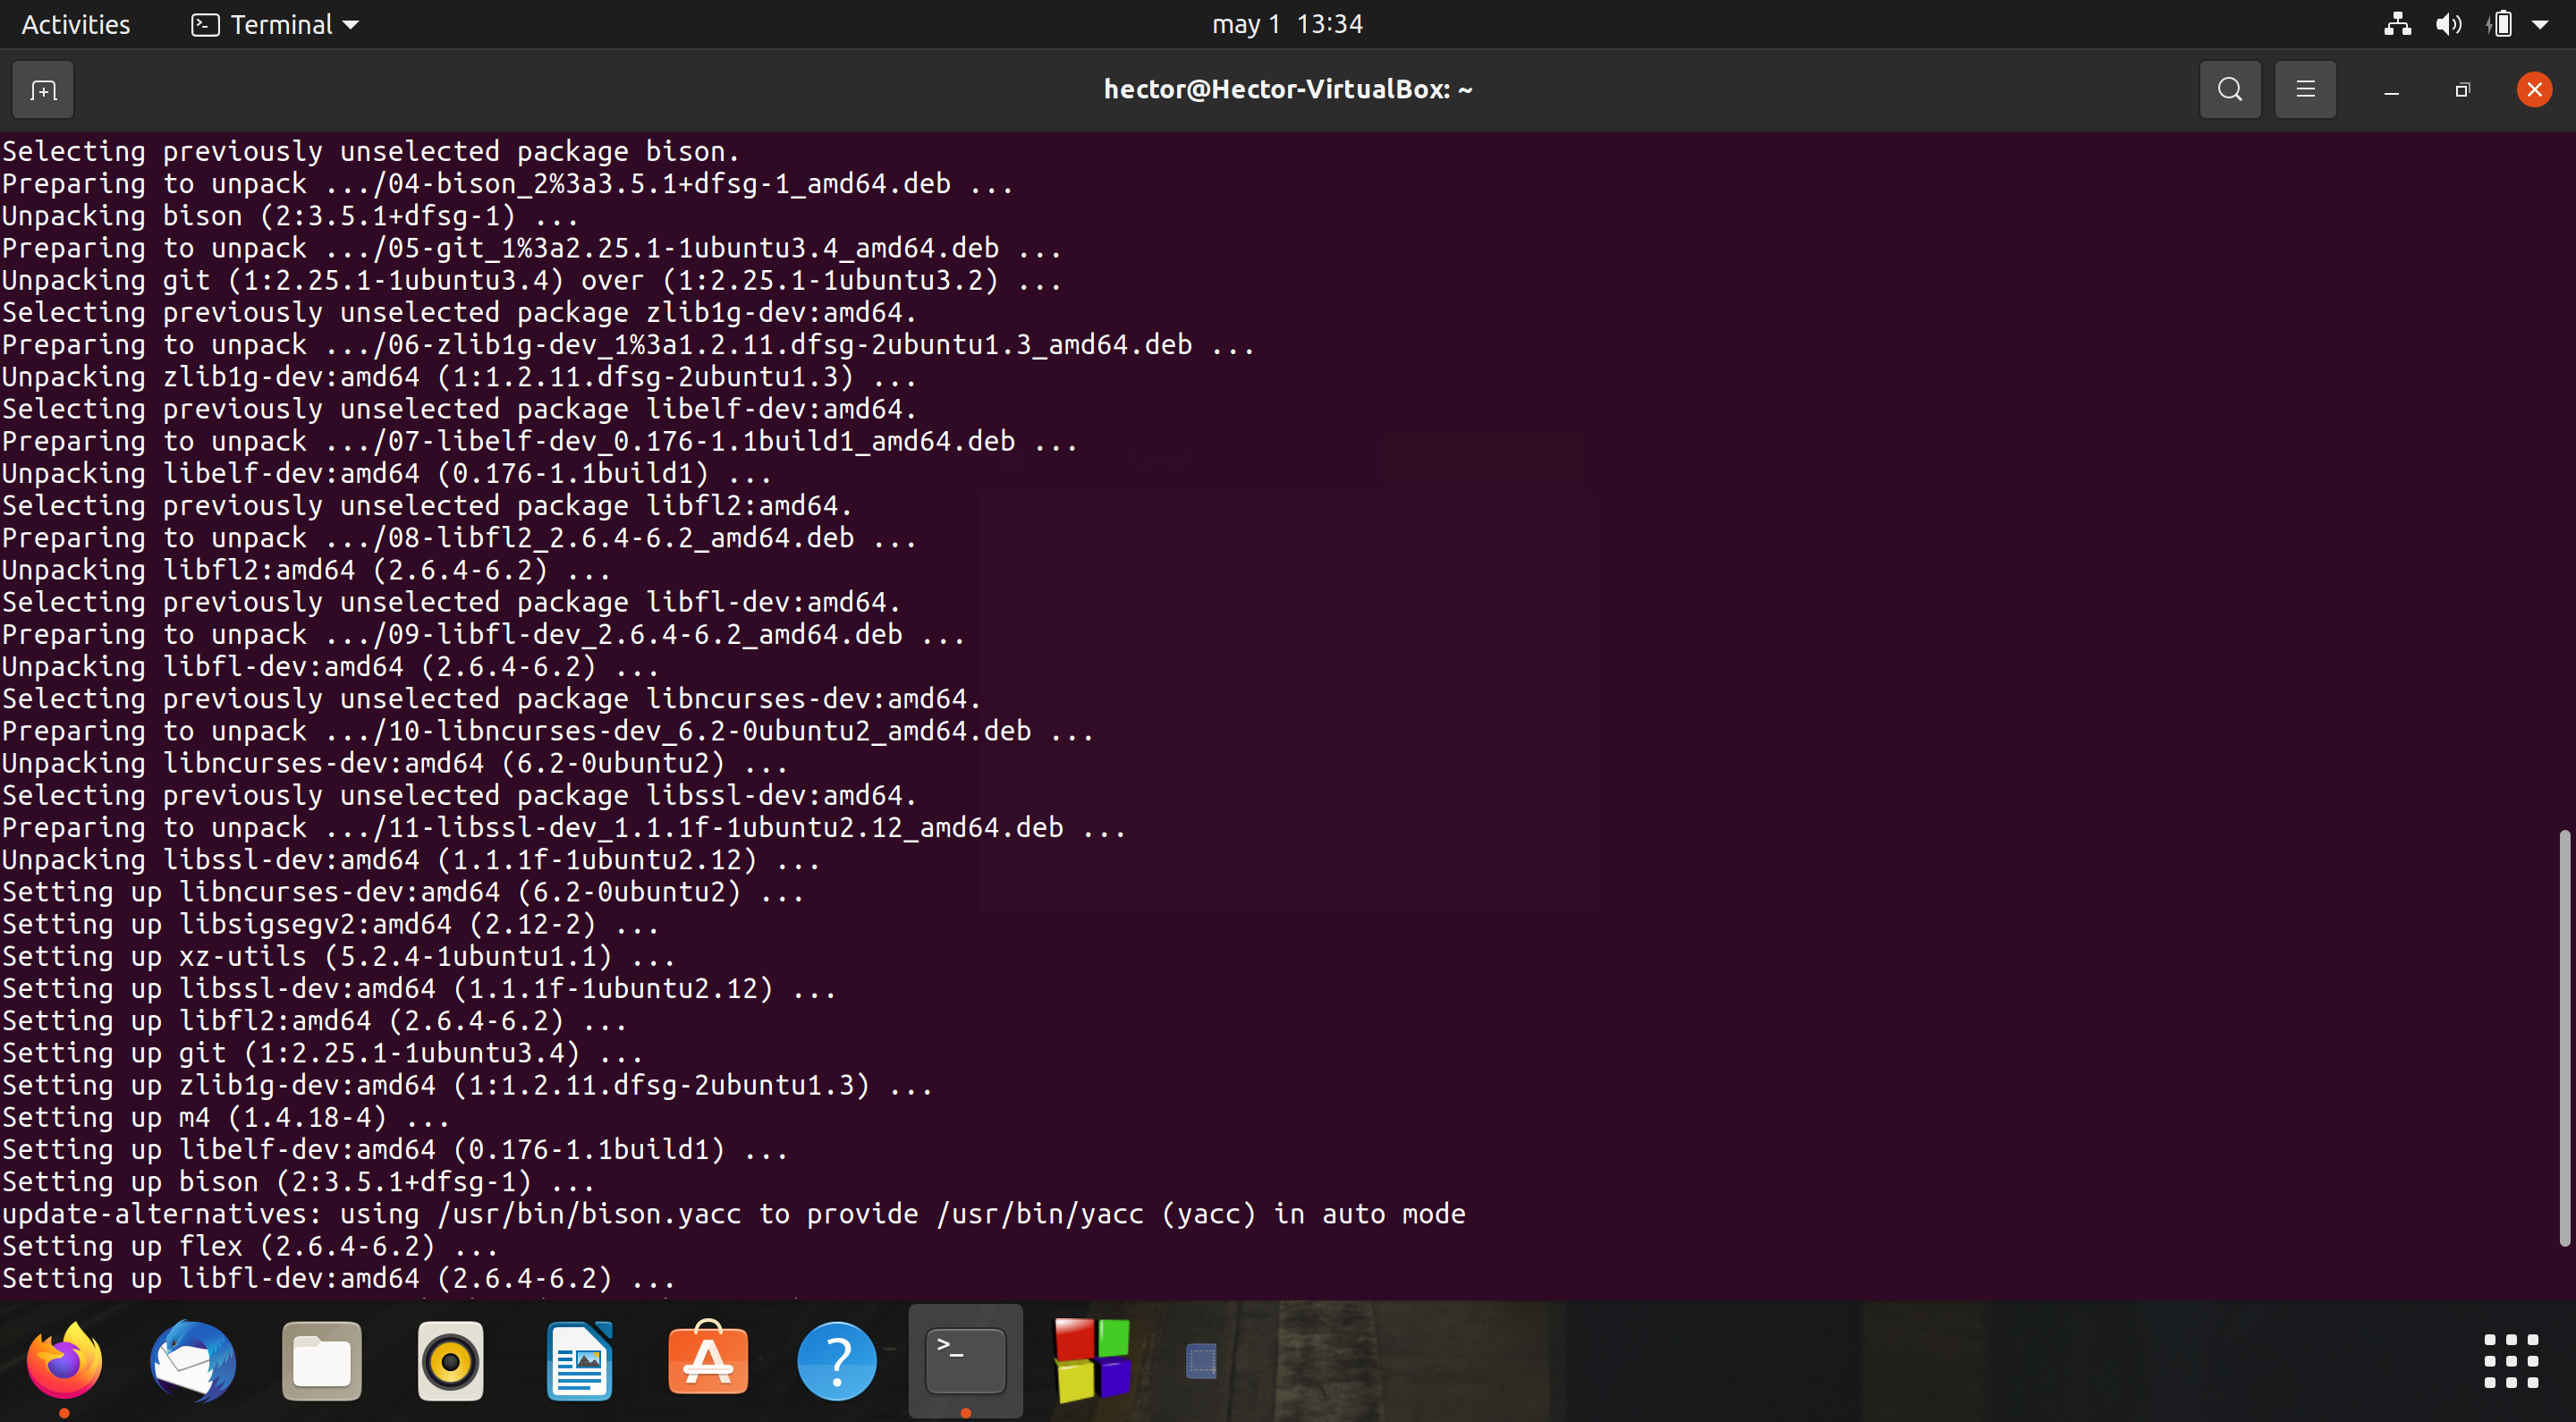 Activities
Terminal
may 1 13:34
hector@Hector-VirtualBox: ~
Selecting previously unselected package bison.
Preparing to unpack .../04-bison_2%3a3.5.1+dfsg-1_amd64.deb ...
Unpacking bison (2:3.5.1+dfsg-1) ...
Preparing to unpack .../05-git_1%3a2.25.1-1ubuntu3.4_amd64.deb ...
Unpacking git (1:2.25.1-1ubuntu3.4) over (1:2.25.1-1ubuntu3.2) ...
Selecting previously unselected package zlib1g-dev:amd64.
Preparing to unpack .../06-zlib1g-dev_1%3a1.2.11.dfsg-2ubuntu1.3_amd64.deb ...
Unpacking zlib1g-dev:amd64 (1:1.2.11.dfsg-2ubuntu1.3) ...
Selecting previously unselected package libelf-dev:amd64.
Preparing to unpack .../07-libelf-dev_0.176-1.1build1_amd64.deb ...
Unpacking libelf-dev:amd64 (0.176-1.1build1) ...
Selecting previously unselected package libfl2:amd64.
Preparing to unpack .../08-libfl2_2.6.4-6.2_amd64.deb ...
Unpacking libfl2:amd64 (2.6.4-6.2) ...
Selecting previously unselected package libfl-dev:amd64.
Preparing to unpack .../09-libfl-dev_2.6.4-6.2_amd64.deb ...
Unpacking libfl-dev:amd64 (2.6.4-6.2) ...
Selecting previously unselected package libncurses-dev:amd64.
Preparing to unpack .../10-libncurses-dev_6.2-0ubuntu2_amd64.deb ...
Unpacking libncurses-dev:amd64 (6.2-0ubuntu2) ...
Selecting previously unselected package libssl-dev:amd64.
Preparing to unpack .../11-libssl-dev_1.1.1f-1ubuntu2.12_amd64.deb ...
Unpacking libssl-dev:amd64 (1.1.1f-1ubuntu2.12) ...
Setting up libncurses-dev:amd64 (6.2-0ubuntu2) ...
Setting up libsigsegv2:amd64 (2.12-2) ...
Setting up xz-utils (5.2.4-1ubuntu1.1) ...
Setting up libssl-dev:amd64 (1.1.1f-1ubuntu2.12) ...
Setting up libfl2:amd64 (2.6.4-6.2) ...
Setting up git (1:2.25.1-1ubuntu3.4) ...
Setting up zlib1g-dev:amd64 (1:1.2.11.dfsg-2ubuntu1.3) ...
Setting up m4 (1.4.18-4) ...
Setting up libelf-dev:amd64 (0.176-1.1build1) ...
Setting up bison (2:3.5.1+dfsg-1) ...
update-alternatives: using /usr/bin/bison.yacc to provide /usr/bin/yacc (yacc) in auto mode
Setting up flex (2.6.4-6.2) ...
Setting up libfl-dev:amd64 (2.6.4-6.2) ...